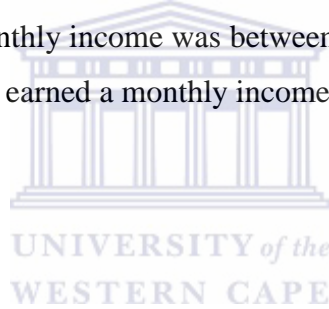 nthly income was between
earned a monthly income
UNIVERSITY of the
WESTERN CAPE